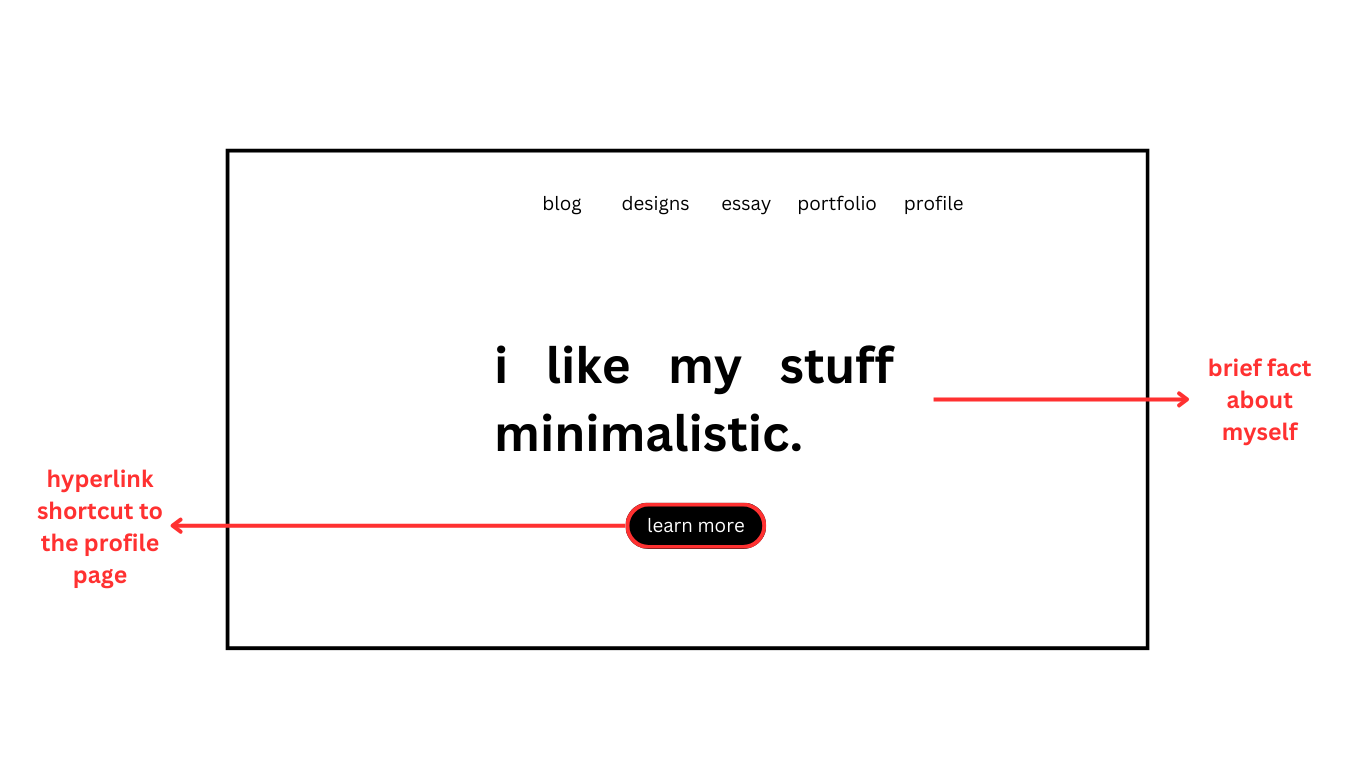 blog designs essay portfolio profile
i like my stuff
minimalistic.
brief fact
about
myself
hyperlink
shortcut to
the profile
page
learn more